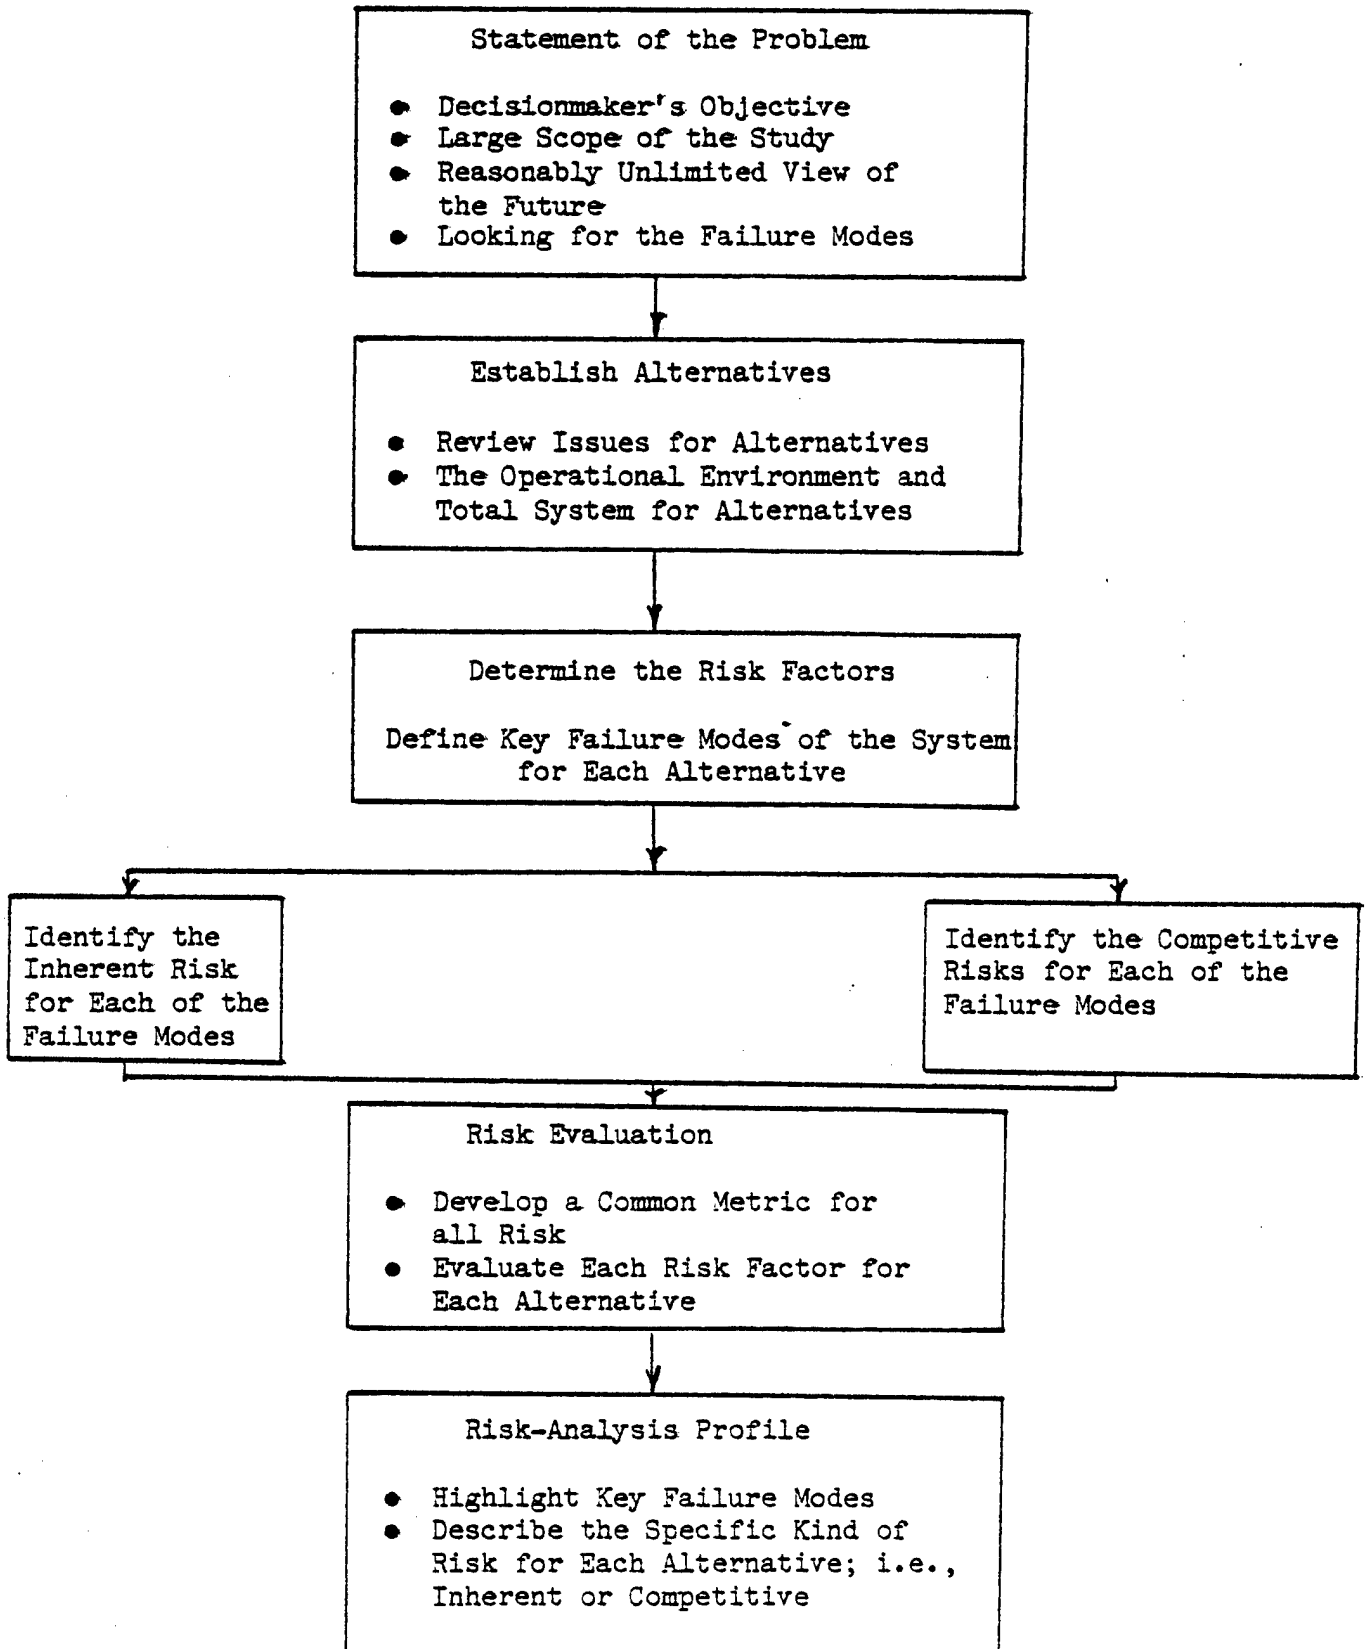 Statement of the Problem
● Decisionmaker's Objective
● Large Scope of the Study
● Reasonably Unlimited View of
the Future
● Looking for the Failure Modes
Establish Alternatives
● Review Issues for Alternatives
● The Operational Environment and
Total System for Alternatives
Determine the Risk Factors
Define Key Failure Modes of the System
for Each Alternative
Identify the
Inherent Risk
for Each of the
Failure Modes
Identify the Competitive
Risks for Each of the
Failure Modes
Risk Evaluation
● Develop a Common Metric for
all Risk
● Evaluate Each Risk Factor for
Each Alternative
Risk-Analysis Profile
● Highlight Key Failure Modes
● Describe the Specific Kind of
Risk for Each Alternative; i.e.,
Inherent or Competitive